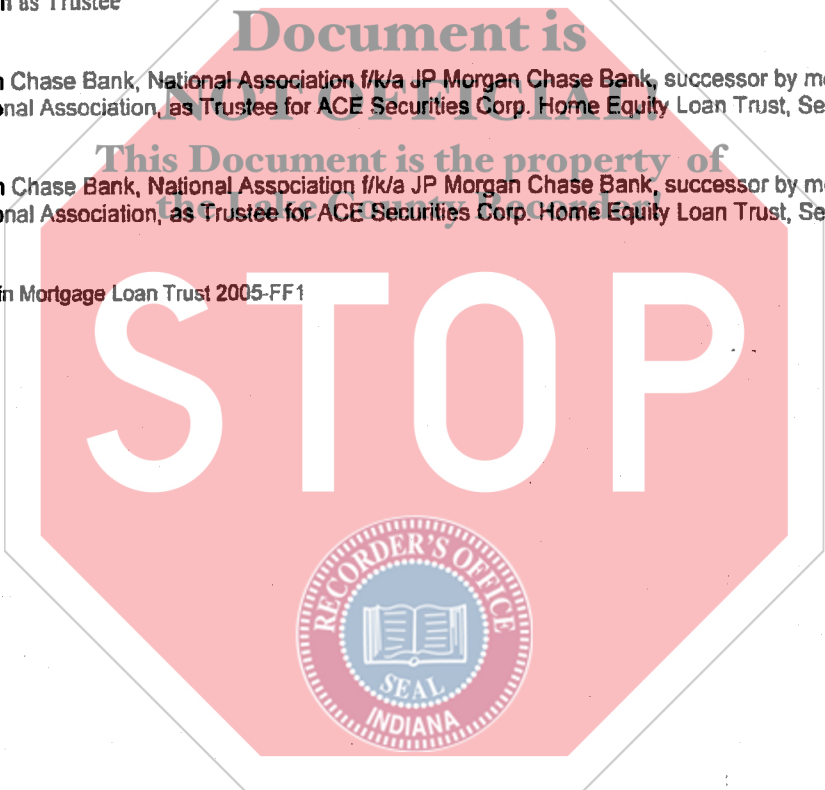 n as Trustee
Document is
n Chase Bank, National Association f/k/a JP Morgan Chase Bank, successor by m
NOT OFFICIAL!
nal Association, as Trustee for ACE Securities Corp. Home Equity Loan Trust, Se
This Document is the property of
n Chase Bank, National Association f/k/a JP Morgan Chase Bank, successor by m
the Lake County Recorder!
nal Association, as Trustee for ACE Securities Corp. Home Equity Loan Trust, Se
in Mortgage Loan Trust 2005-FF1
STOP
RECORDER'S OFFICE
SEAL
INDIANA